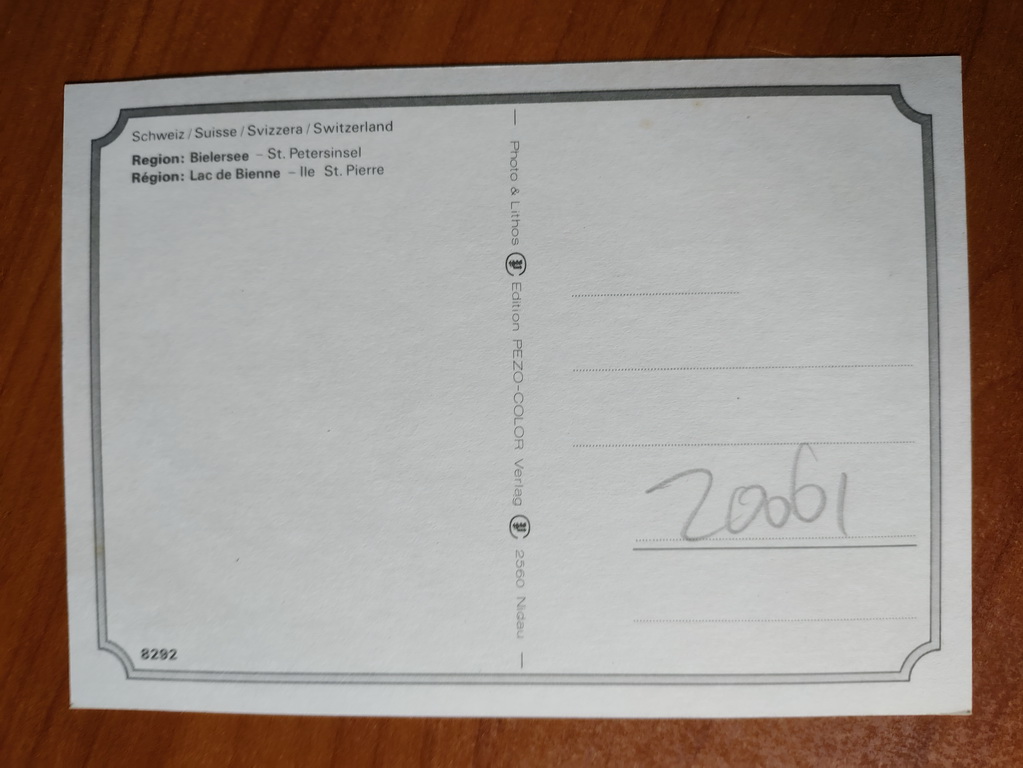 Schweiz / Suisse / Svizzera / Switzerland
Region: Bielersee – St. Petersinsel
Région: Lac de Bienne – Ile St. Pierre
8292
— Photo & Lithos Edition PEZO-COLOR Verlag 2560 Nidau —
20061